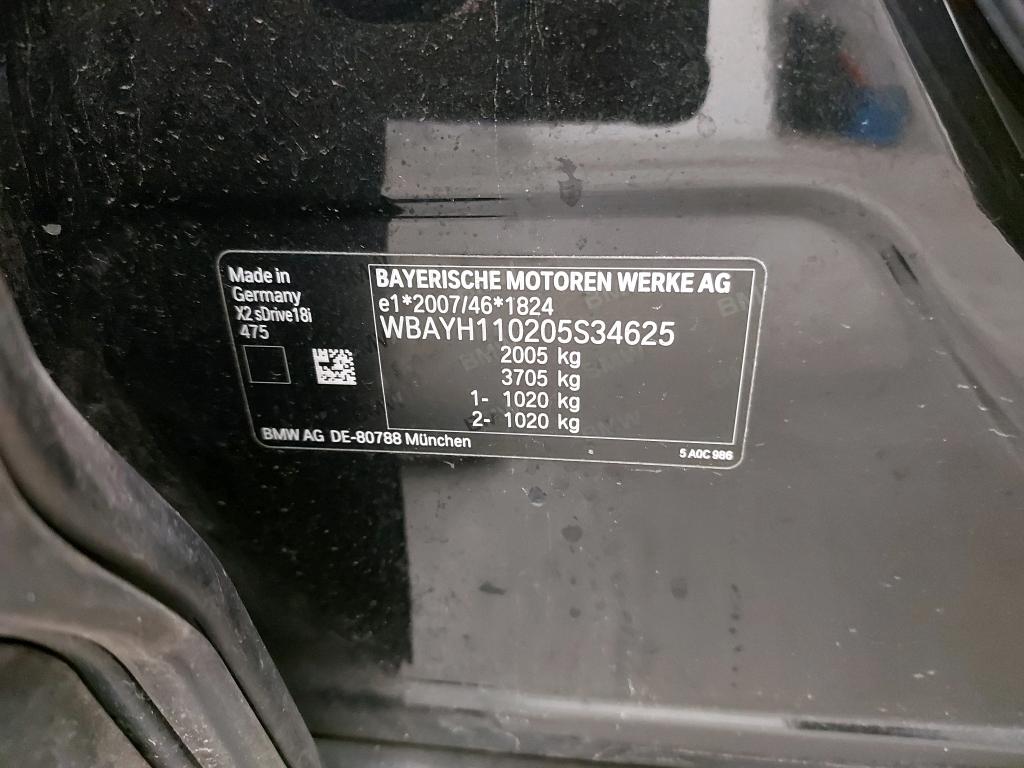 Made in
Germany
X2 sDrive18i
475
BAYERISCHE MOTOREN WERKE AG
e1*2007/46*1824
WBAYH110205S34625
2005 kg
3705 kg
1- 1020 kg
2- 1020 kg
BMW AG DE-80788 München
5 A0C 986